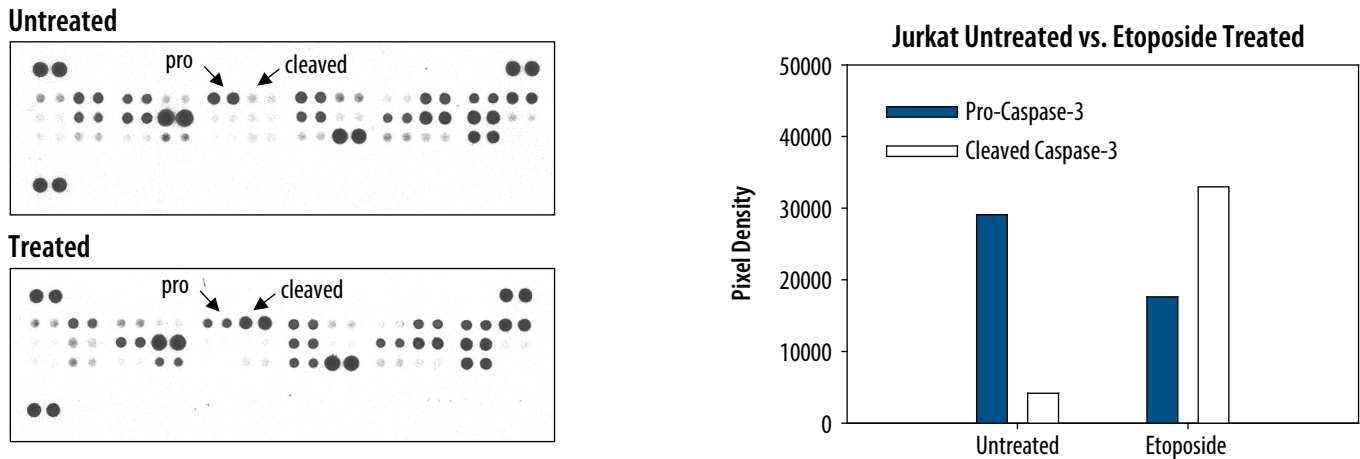 Untreated
pro
cleaved
Treated
pro
cleaved
Jurkat Untreated vs. Etoposide Treated
50000
40000
30000
20000
10000
0
Pixel Density
Pro-Caspase-3
Cleaved Caspase-3
Untreated
Etoposide